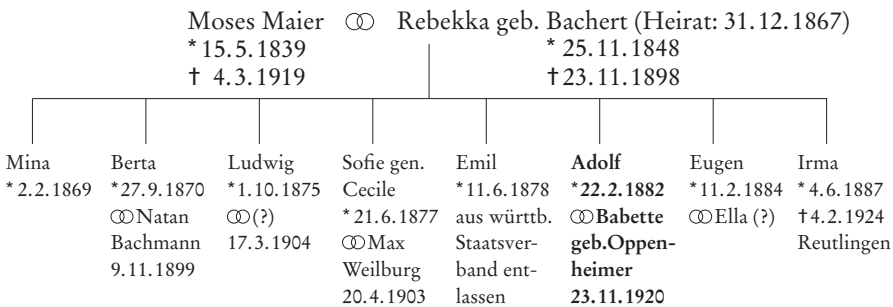 Moses Maier ⚭ Rebekka geb. Bachert (Heirat: 31.12.1867)
* 15.5.1839 * 25.11.1848
† 4.3.1919 † 23.11.1898
Mina
* 2.2.1869
Berta
* 27.9.1870
⚭ Natan
Bachmann
9.11.1899
Ludwig
* 1.10.1875
⚭ (?)
17.3.1904
Sofie gen.
Cecile
* 21.6.1877
⚭ Max
Weilburg
20.4.1903
Emil
* 11.6.1878
aus württb.
Staatsver-
band ent-
lassen
Adolf
* 22.2.1882
⚭ Babette
geb.Oppen-
heimer
23.11.1920
Eugen
* 11.2.1884
⚭ Ella (?)
Irma
* 4.6.1887
† 4.2.1924
Reutlingen